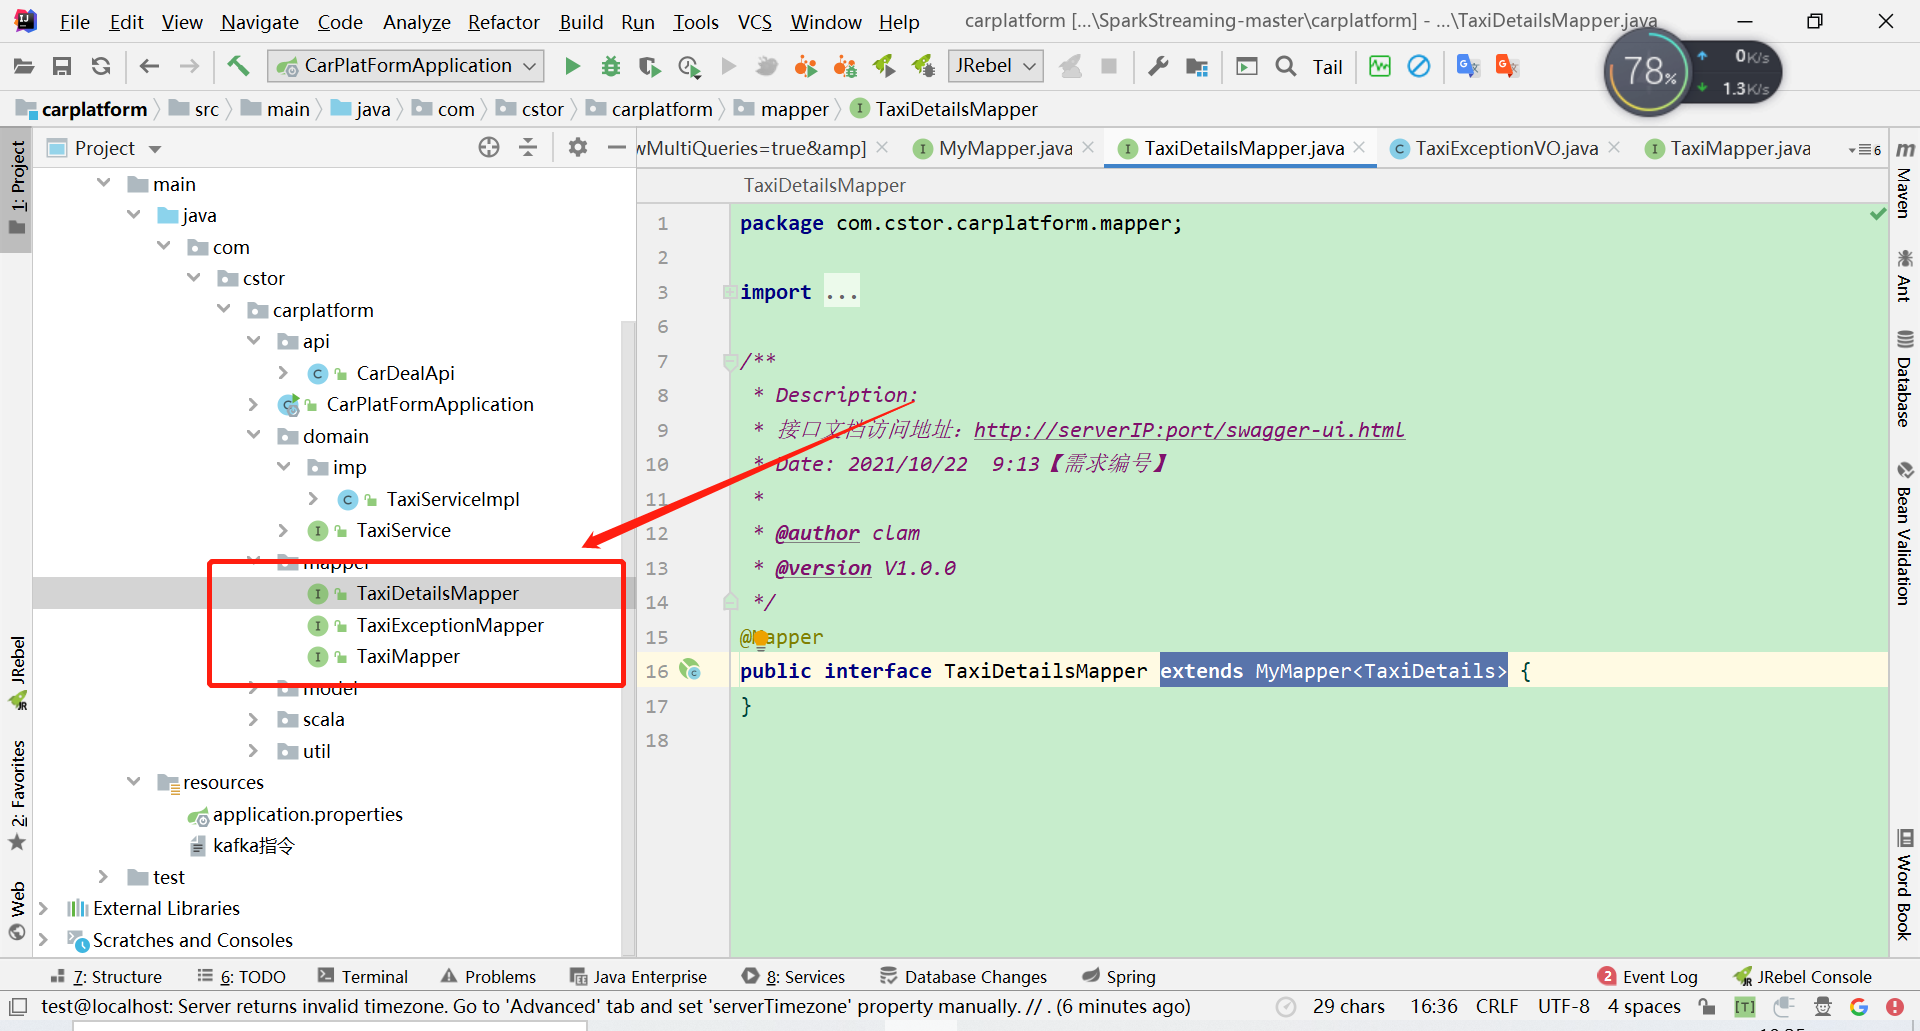 File Edit View Navigate Code Analyze Refactor Build Run Tools VCS Window Help carplatform [...\SparkStreaming-master\carplatform] - ...\TaxiDetailsMapper.java
CarPlatFormApplication JRebel Tail
78% 0K/s
1.3K/s
carplatform src main java com cstor carplatform mapper TaxiDetailsMapper
Project
wMultiQueries=true&amp] MyMapper.java TaxiDetailsMapper.java TaxiExceptionVO.java TaxiMapper.java 6
TaxiDetailsMapper
1: Project
JRebel
2: Favorites
Web
main
java
com
cstor
carplatform
api
CarDealApi
CarPlatFormApplication
domain
imp
TaxiServiceImpl
TaxiService
mapper
TaxiDetailsMapper
TaxiExceptionMapper
TaxiMapper
model
scala
util
resources
application.properties
kafka指令
test
External Libraries
Scratches and Consoles
1 package com.cstor.carplatform.mapper;
2
3 import ...
6
7 /**
8 * Description:
9 * 接口文档访问地址：http://serverIP:port/swagger-ui.html
10 * Date: 2021/10/22 9:13【需求编号】
11 *
12 * @author clam
13 * @version V1.0.0
14 */
15 @Mapper
16 public interface TaxiDetailsMapper extends MyMapper<TaxiDetails> {
17 }
18
Maven
Ant
Database
Bean Validation
Word Book
7: Structure 6: TODO Terminal Problems Java Enterprise 8: Services Database Changes Spring 2 Event Log JRebel Console
test@localhost: Server returns invalid timezone. Go to 'Advanced' tab and set 'serverTimezone' property manually. // . (6 minutes ago) 29 chars 16:36 CRLF UTF-8 4 spaces [T]